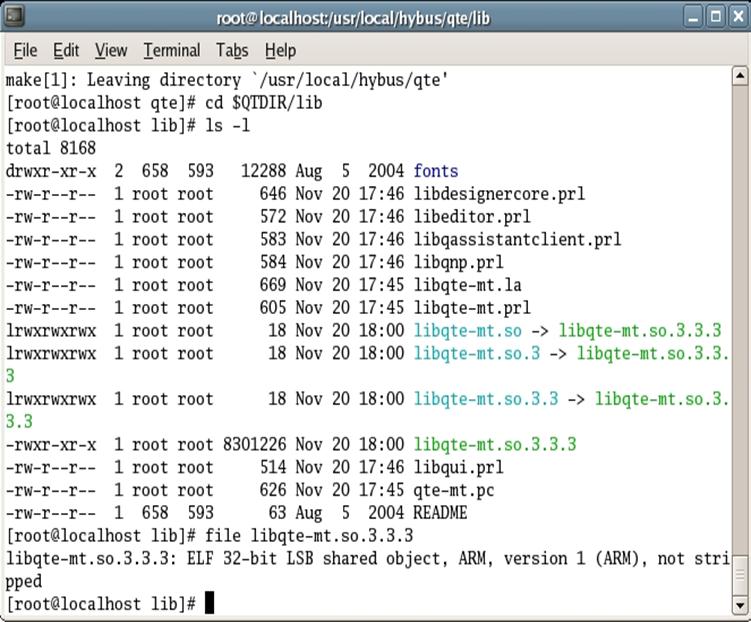 root@localhost:/usr/local/hybus/qte/lib
File Edit View Terminal Tabs Help
make[1]: Leaving directory `/usr/local/hybus/qte'
[root@localhost qte]# cd $QTDIR/lib
[root@localhost lib]# ls -l
total 8168
drwxr-xr-x 2 658 593 12288 Aug 5 2004 fonts
-rw-r--r-- 1 root root 646 Nov 20 17:46 libdesignercore.prl
-rw-r--r-- 1 root root 572 Nov 20 17:46 libeditor.prl
-rw-r--r-- 1 root root 583 Nov 20 17:46 libqassistantclient.prl
-rw-r--r-- 1 root root 584 Nov 20 17:46 libqnp.prl
-rw-r--r-- 1 root root 669 Nov 20 17:45 libqte-mt.la
-rw-r--r-- 1 root root 605 Nov 20 17:45 libqte-mt.prl
lrwxrwxrwx 1 root root 18 Nov 20 18:00 libqte-mt.so -> libqte-mt.so.3.3.3
lrwxrwxrwx 1 root root 18 Nov 20 18:00 libqte-mt.so.3 -> libqte-mt.so.3.3.
3
lrwxrwxrwx 1 root root 18 Nov 20 18:00 libqte-mt.so.3.3 -> libqte-mt.so.3.
3.3
-rwxr-xr-x 1 root root 8301226 Nov 20 18:00 libqte-mt.so.3.3.3
-rw-r--r-- 1 root root 514 Nov 20 17:46 libqui.prl
-rw-r--r-- 1 root root 626 Nov 20 17:45 qte-mt.pc
-rw-r--r-- 1 658 593 63 Aug 5 2004 README
[root@localhost lib]# file libqte-mt.so.3.3.3
libqte-mt.so.3.3.3: ELF 32-bit LSB shared object, ARM, version 1 (ARM), not stri
pped
[root@localhost lib]#